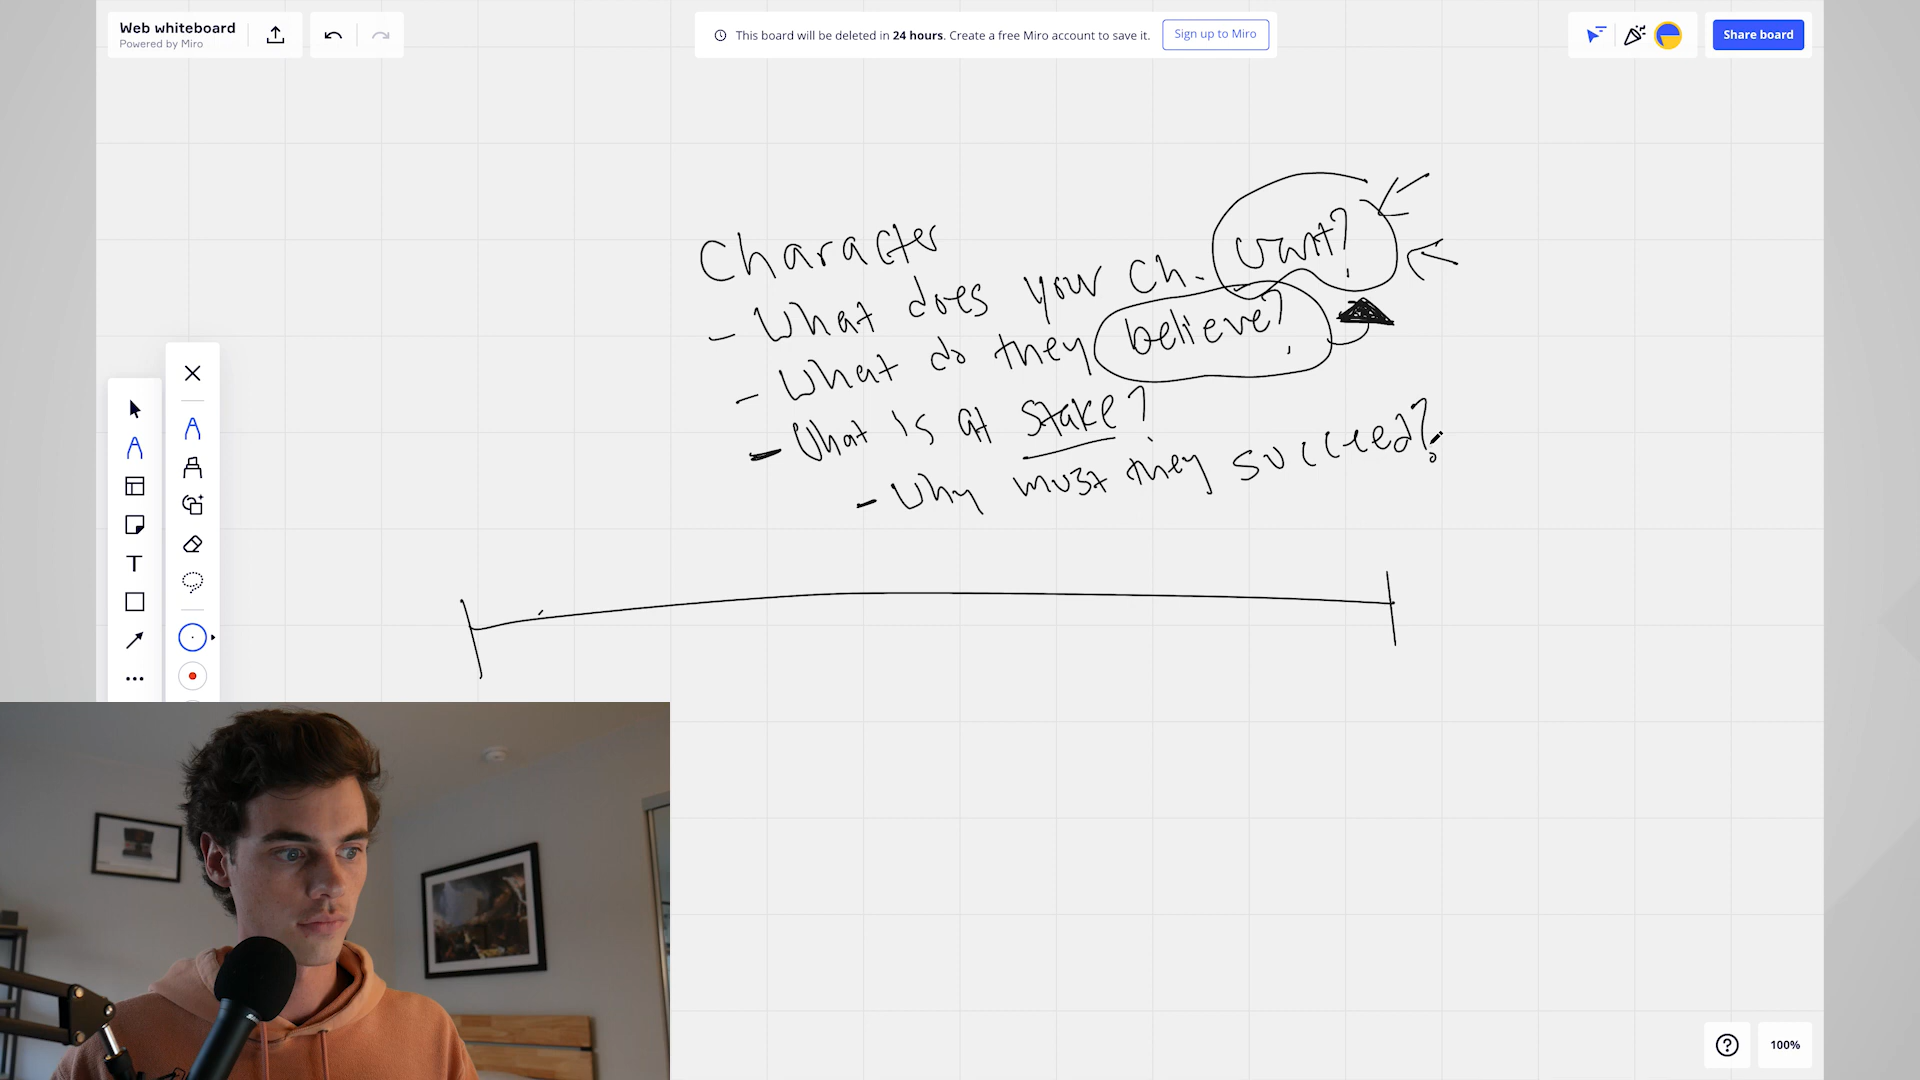 Web whiteboard
Powered by Miro
This board will be deleted in 24 hours. Create a free Miro account to save it.
Sign up to Miro
Share board
Character
- What does your Ch. want?
- What do they believe?
- What is at stake?
- Why must they succeed?
T
100%